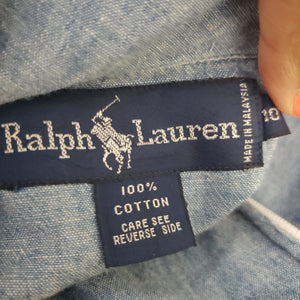 Ralph Lauren
MADE IN MALAYSIA
10
100%
COTTON
CARE SEE
REVERSE SIDE